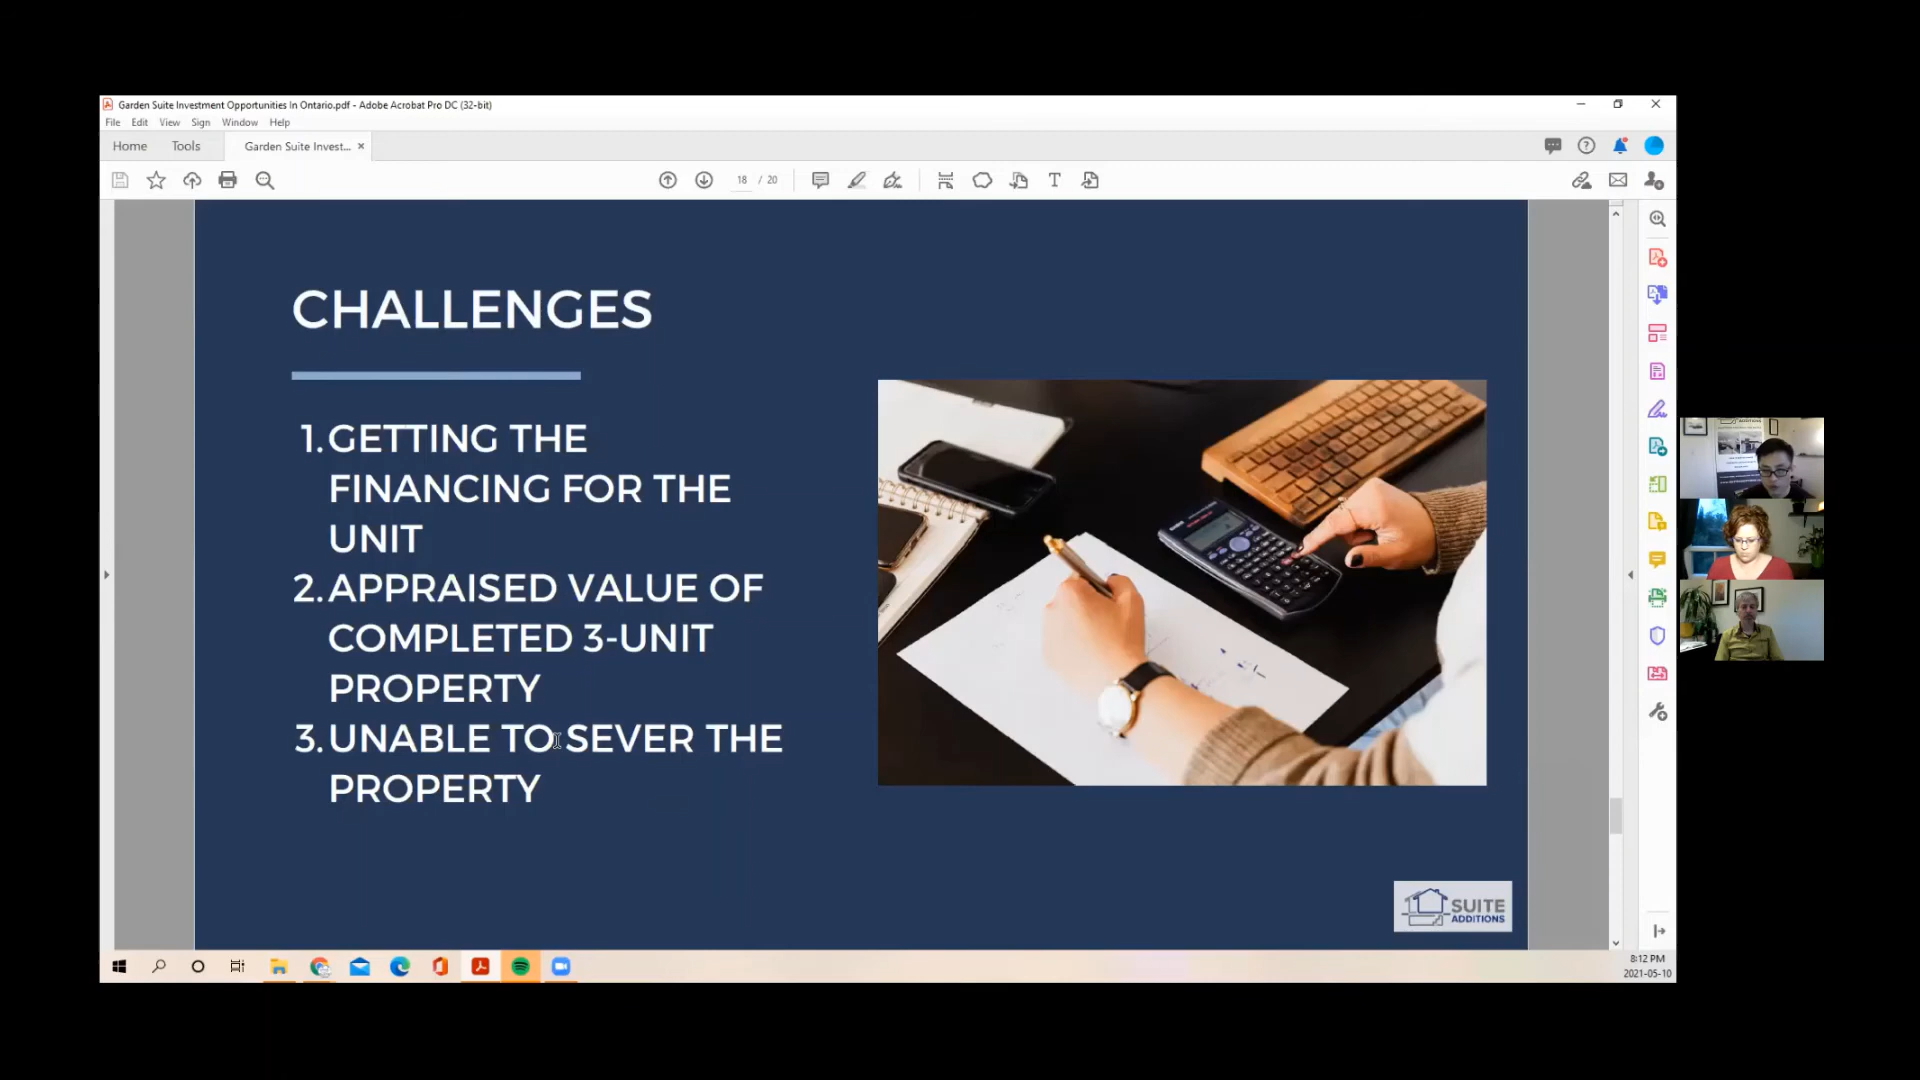 Garden Suite Investment Opportunities In Ontario.pdf - Adobe Acrobat Pro DC (32-bit)
File Edit View Sign Window Help
Home Tools Garden Suite Invest...
18 / 20
CHALLENGES
1. GETTING THE
FINANCING FOR THE
UNIT
2. APPRAISED VALUE OF
COMPLETED 3-UNIT
PROPERTY
3. UNABLE TO SEVER THE
PROPERTY
SUITE
ADDITIONS
8:12 PM
2021-05-10